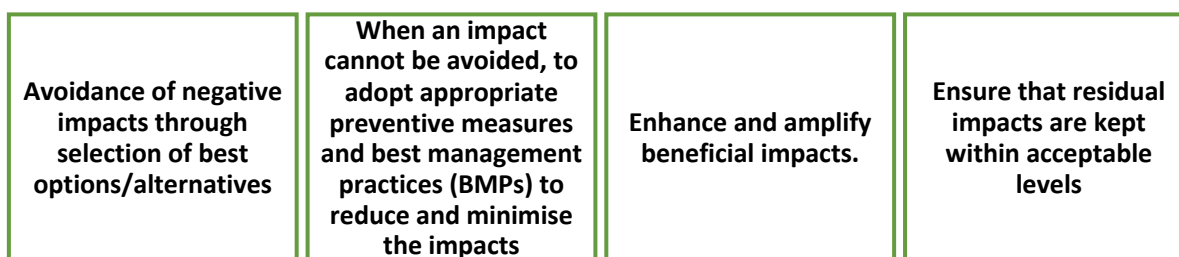 Avoidance of negative
impacts through
selection of best
options/alternatives
When an impact
cannot be avoided, to
adopt appropriate
preventive measures
and best management
practices (BMPs) to
reduce and minimise
the impacts
Enhance and amplify
beneficial impacts.
Ensure that residual
impacts are kept
within acceptable
levels